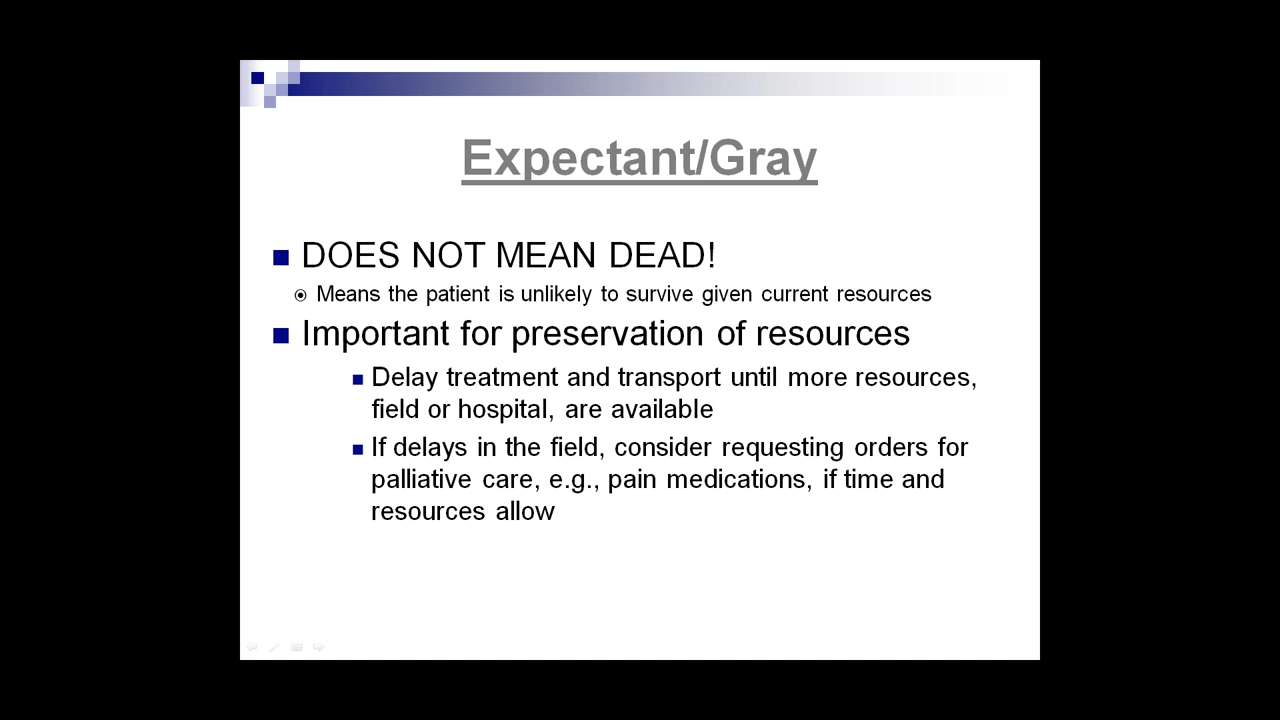 Expectant/Gray
DOES NOT MEAN DEAD!
Means the patient is unlikely to survive given current resources
Important for preservation of resources
Delay treatment and transport until more resources,
field or hospital, are available
If delays in the field, consider requesting orders for
palliative care, e.g., pain medications, if time and
resources allow